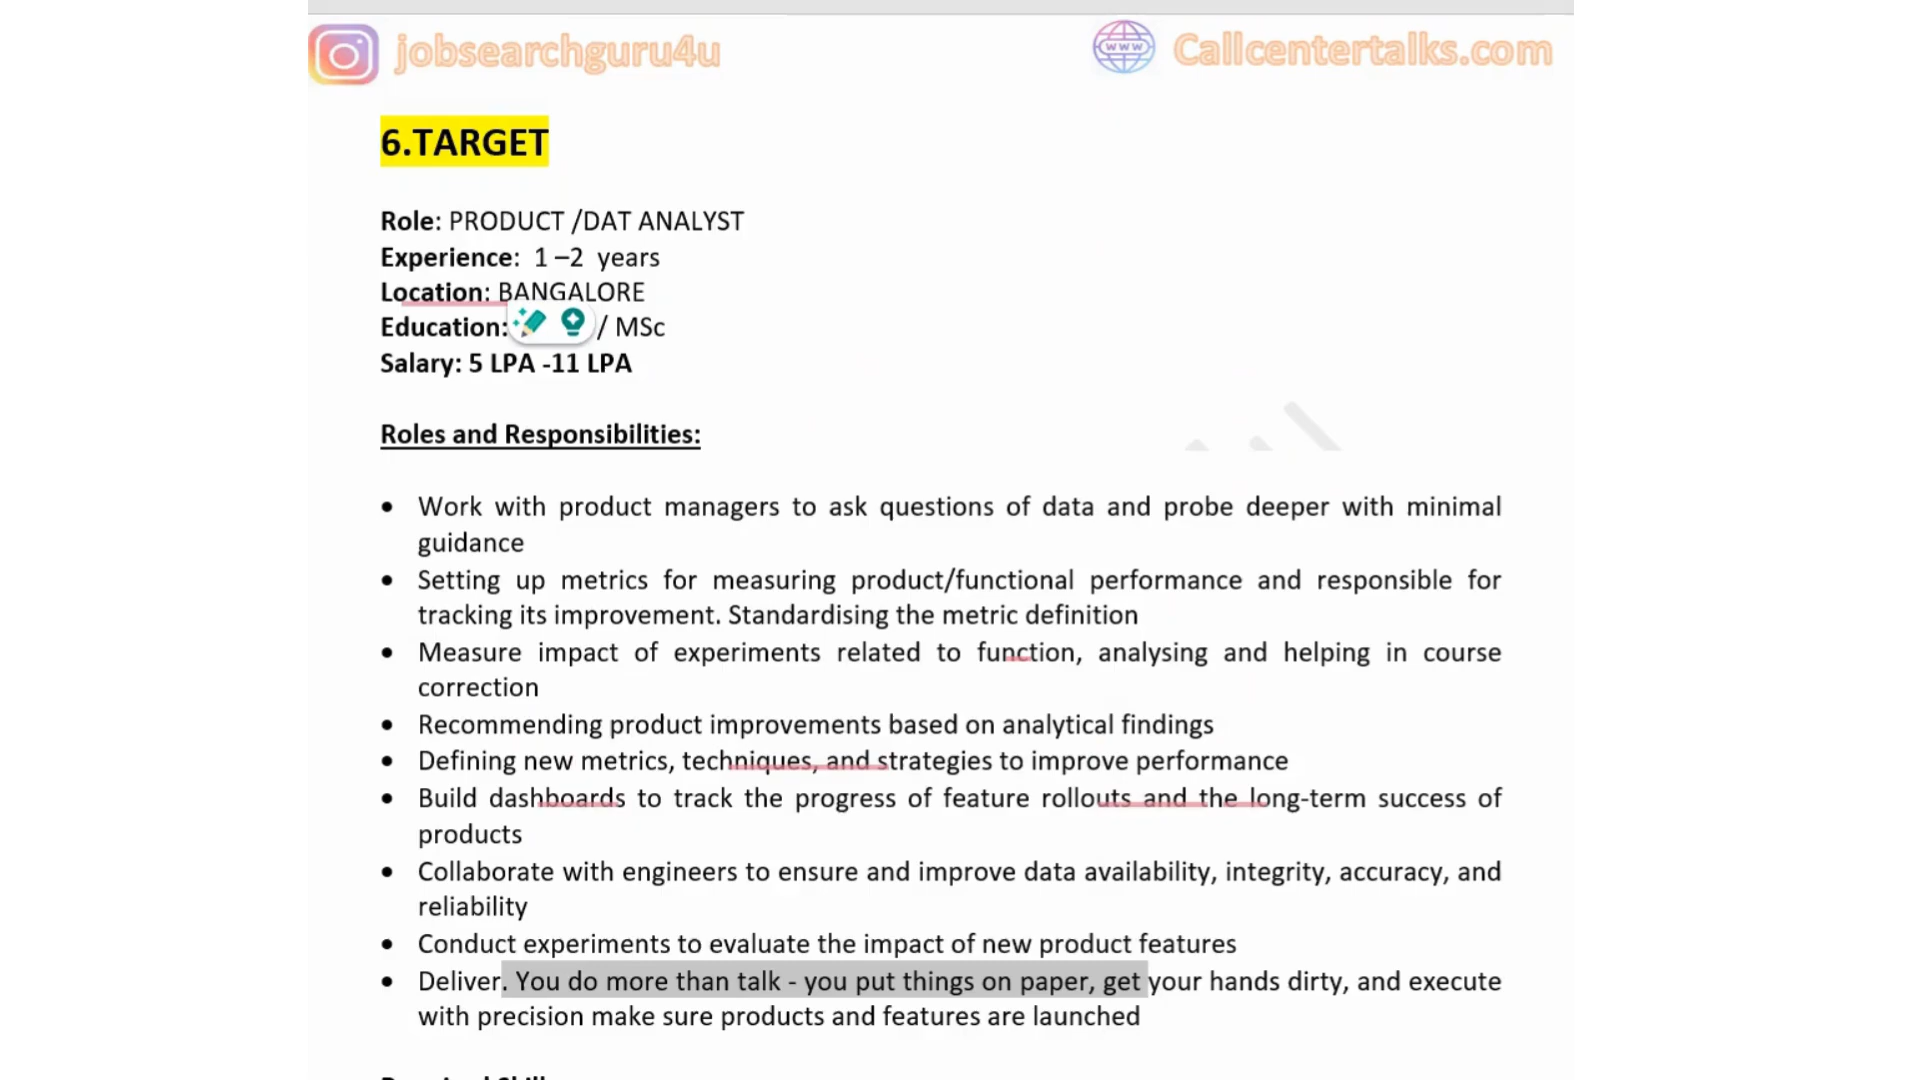 jobsearchguru4u
www
Callcentertalks.com
6.TARGET
Role: PRODUCT /DAT ANALYST
Experience: 1 –2 years
Location: BANGALORE
Education: / MSc
Salary: 5 LPA -11 LPA
Roles and Responsibilities:
• Work with product managers to ask questions of data and probe deeper with minimal
guidance
• Setting up metrics for measuring product/functional performance and responsible for
tracking its improvement. Standardising the metric definition
• Measure impact of experiments related to function, analysing and helping in course
correction
• Recommending product improvements based on analytical findings
• Defining new metrics, techniques, and strategies to improve performance
• Build dashboards to track the progress of feature rollouts and the long-term success of
products
• Collaborate with engineers to ensure and improve data availability, integrity, accuracy, and
reliability
• Conduct experiments to evaluate the impact of new product features
• Deliver. You do more than talk - you put things on paper, get your hands dirty, and execute
with precision make sure products and features are launched